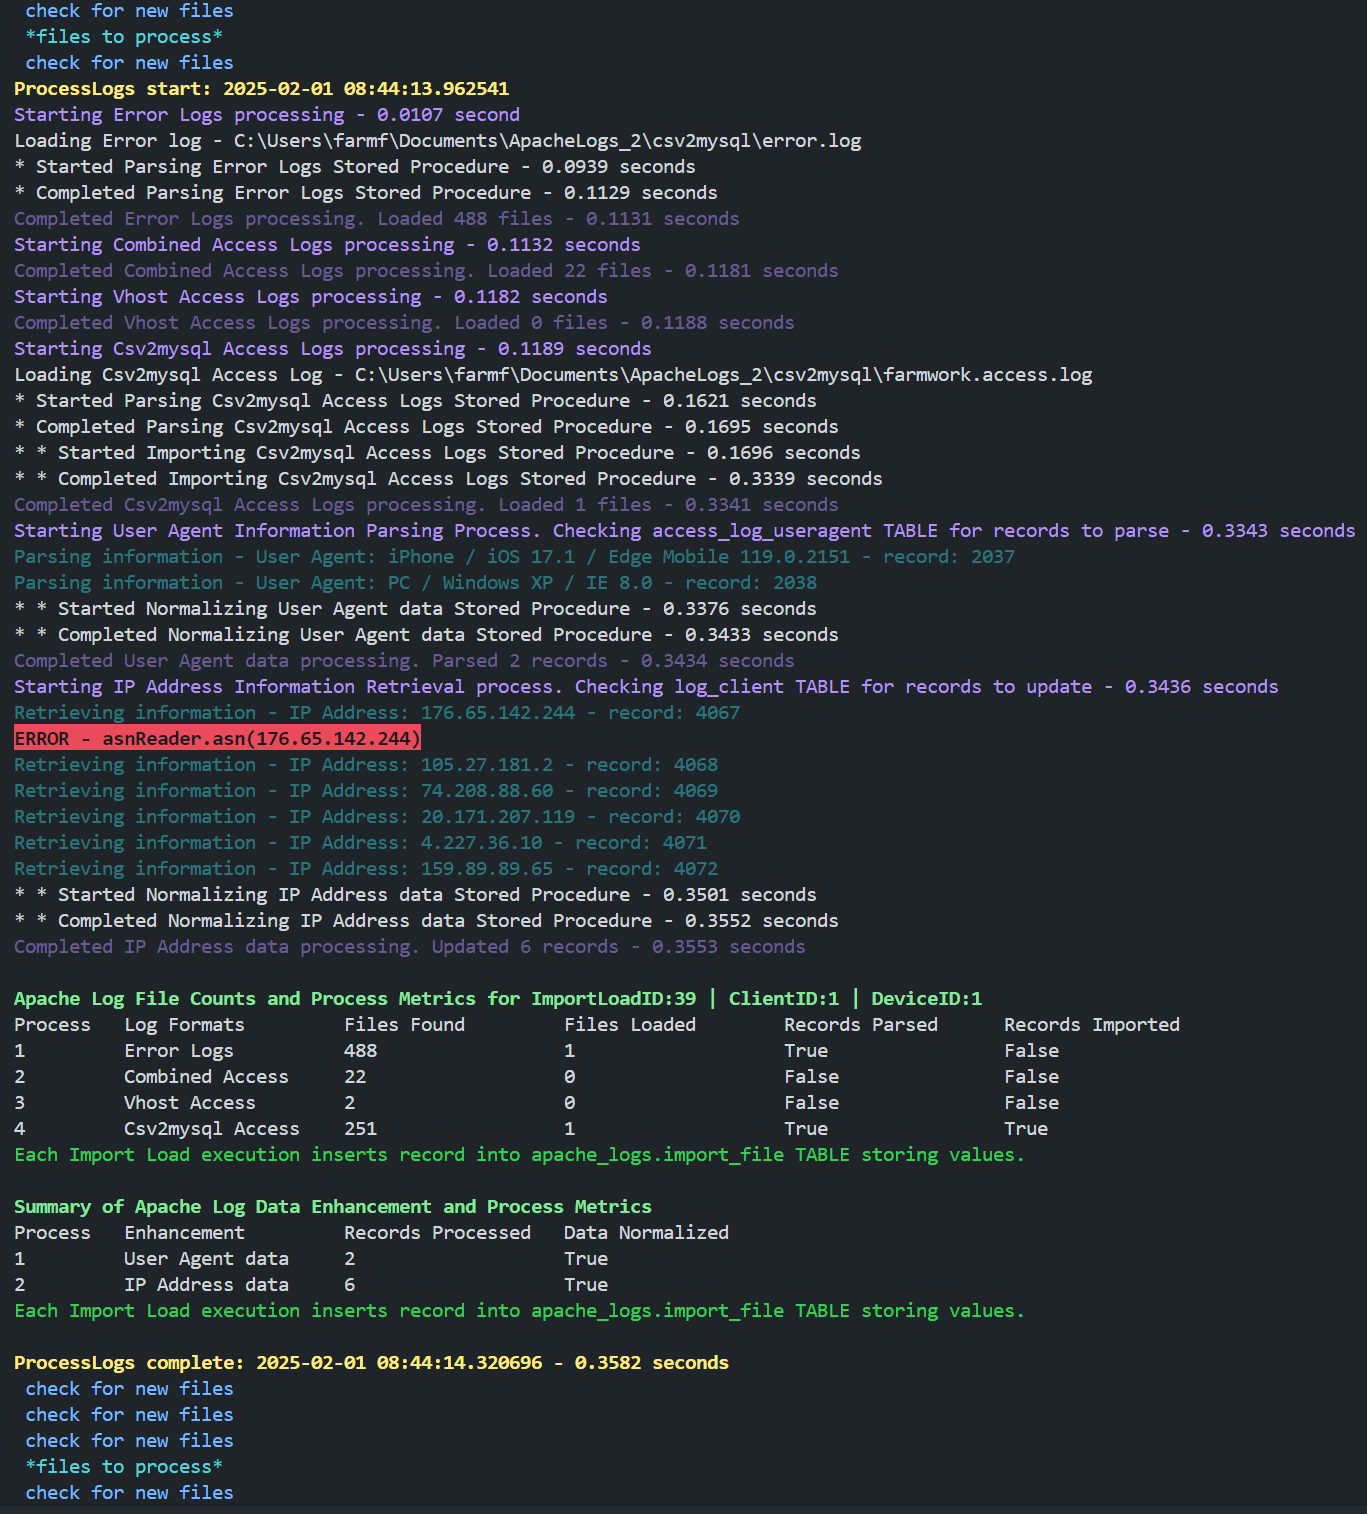 check for new files
*files to process*
check for new files
ProcessLogs start: 2025-02-01 08:44:13.962541
Starting Error Logs processing - 0.0107 second
Loading Error log - C:\Users\farmf\Documents\ApacheLogs_2\csv2mysql\error.log
* Started Parsing Error Logs Stored Procedure - 0.0939 seconds
* Completed Parsing Error Logs Stored Procedure - 0.1129 seconds
Completed Error Logs processing. Loaded 488 files - 0.1131 seconds
Starting Combined Access Logs processing - 0.1132 seconds
Completed Combined Access Logs processing. Loaded 22 files - 0.1181 seconds
Starting Vhost Access Logs processing - 0.1182 seconds
Completed Vhost Access Logs processing. Loaded 0 files - 0.1188 seconds
Starting Csv2mysql Access Logs processing - 0.1189 seconds
Loading Csv2mysql Access Log - C:\Users\farmf\Documents\ApacheLogs_2\csv2mysql\farmwork.access.log
* Started Parsing Csv2mysql Access Logs Stored Procedure - 0.1621 seconds
* Completed Parsing Csv2mysql Access Logs Stored Procedure - 0.1695 seconds
* * Started Importing Csv2mysql Access Logs Stored Procedure - 0.1696 seconds
* * Completed Importing Csv2mysql Access Logs Stored Procedure - 0.3339 seconds
Completed Csv2mysql Access Logs processing. Loaded 1 files - 0.3341 seconds
Starting User Agent Information Parsing Process. Checking access_log_useragent TABLE for records to parse - 0.3343 seconds
Parsing information - User Agent: iPhone / iOS 17.1 / Edge Mobile 119.0.2151 - record: 2037
Parsing information - User Agent: PC / Windows XP / IE 8.0 - record: 2038
* * Started Normalizing User Agent data Stored Procedure - 0.3376 seconds
* * Completed Normalizing User Agent data Stored Procedure - 0.3433 seconds
Completed User Agent data processing. Parsed 2 records - 0.3434 seconds
Starting IP Address Information Retrieval process. Checking log_client TABLE for records to update - 0.3436 seconds
Retrieving information - IP Address: 176.65.142.244 - record: 4067
ERROR - asnReader.asn(176.65.142.244)
Retrieving information - IP Address: 105.27.181.2 - record: 4068
Retrieving information - IP Address: 74.208.88.60 - record: 4069
Retrieving information - IP Address: 20.171.207.119 - record: 4070
Retrieving information - IP Address: 4.227.36.10 - record: 4071
Retrieving information - IP Address: 159.89.89.65 - record: 4072
* * Started Normalizing IP Address data Stored Procedure - 0.3501 seconds
* * Completed Normalizing IP Address data Stored Procedure - 0.3552 seconds
Completed IP Address data processing. Updated 6 records - 0.3553 seconds
Apache Log File Counts and Process Metrics for ImportLoadID:39 | ClientID:1 | DeviceID:1
Process Log Formats Files Found Files Loaded Records Parsed Records Imported
1 Error Logs 488 1 True False
2 Combined Access 22 0 False False
3 Vhost Access 2 0 False False
4 Csv2mysql Access 251 1 True True
Each Import Load execution inserts record into apache_logs.import_file TABLE storing values.
Summary of Apache Log Data Enhancement and Process Metrics
Process Enhancement Records Processed Data Normalized
1 User Agent data 2 True
2 IP Address data 6 True
Each Import Load execution inserts record into apache_logs.import_file TABLE storing values.
ProcessLogs complete: 2025-02-01 08:44:14.320696 - 0.3582 seconds
check for new files
check for new files
check for new files
*files to process*
check for new files